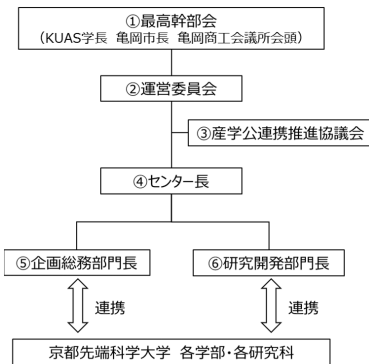 ①最高幹部会
(KUAS学長 亀岡市長 亀岡商工会議所会頭)
②運営委員会
③産学公連携推進協議会
④センター長
⑤企画総務部門長
⑥研究開発部門長
連携
連携
京都先端科学大学 各学部・各研究科